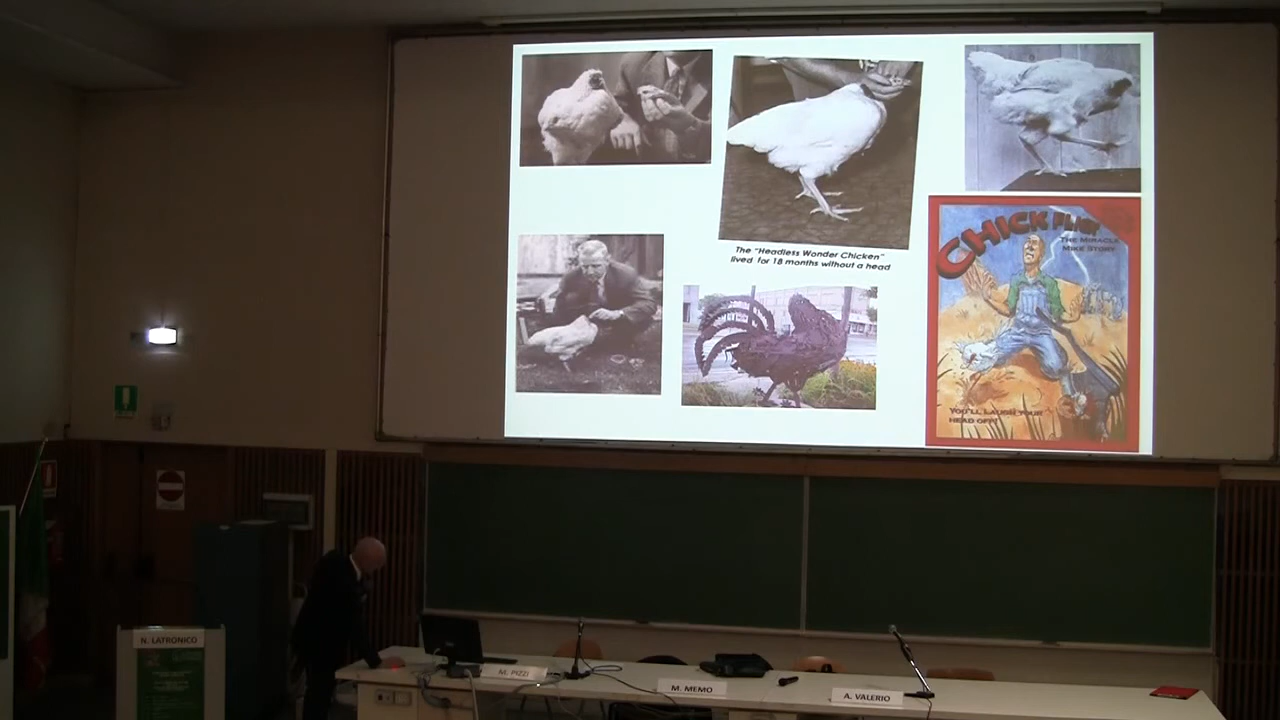 The "Headless Wonder Chicken"
lived for 18 months without a head
CHICK FLICK
THE MIRACLE
MIKE STORY
YOU'LL LAUGH YOUR
HEAD OFF!
N. LATRONICO
M. PIZZI
M. MEMO
A. VALERIO